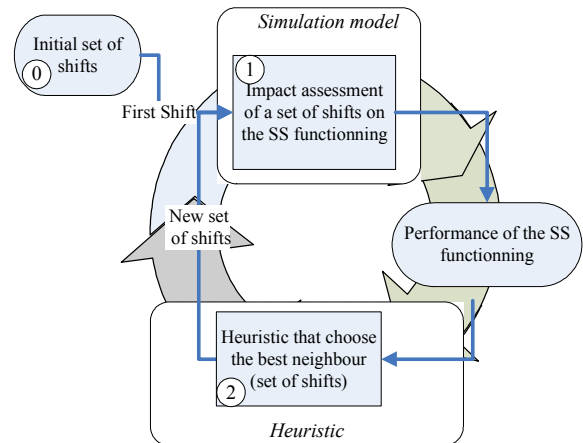 Simulation model
Initial set of
shifts
0
1
Impact assessment
of a set of shifts on
the SS functionning
First Shift
New set
of shifts
Performance of the SS
functionning
Heuristic that choose
the best neighbour
(set of shifts)
2
Heuristic